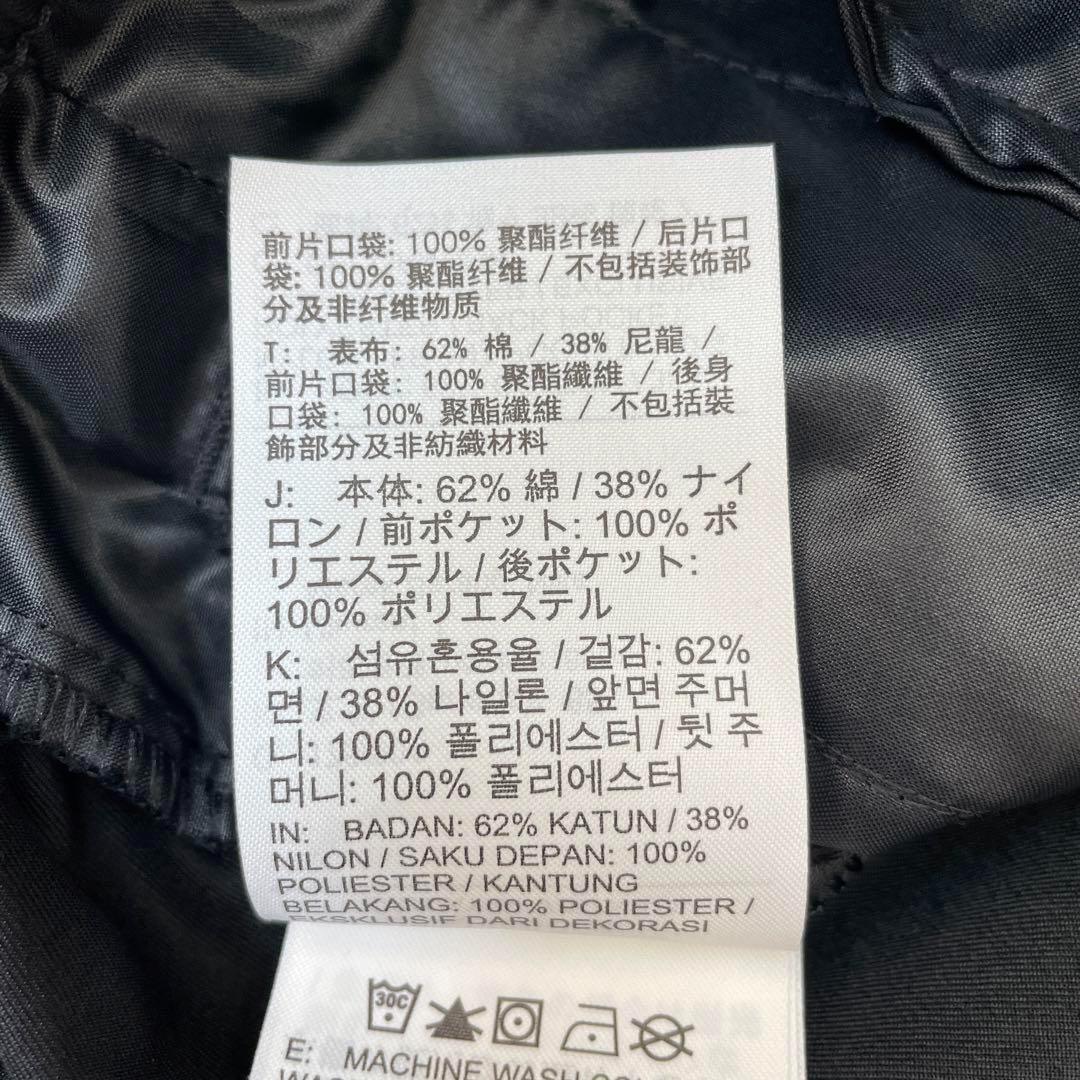 前片口袋: 100% 聚酯纤维 / 后片口
袋: 100% 聚酯纤维 / 不包括装饰部
分及非纤维物质
T: 表布: 62% 棉 / 38% 尼龍 /
前片口袋: 100% 聚酯纖維 / 後身
口袋: 100% 聚酯纖維 / 不包括裝
飾部分及非紡織材料
J: 本体: 62% 綿 / 38% ナイ
ロン / 前ポケット: 100% ポ
リエステル / 後ポケット:
100% ポリエステル
K: 섬유혼용율 / 겉감: 62%
면 / 38% 나일론 / 앞면 주머
니: 100% 폴리에스터 / 뒷 주
머니: 100% 폴리에스터
IN: BADAN: 62% KATUN / 38%
NILON / SAKU DEPAN: 100%
POLIESTER / KANTUNG
BELAKANG: 100% POLIESTER /
EKSKLUSIF DARI DEKORASI
30C
E: MACHINE WASH